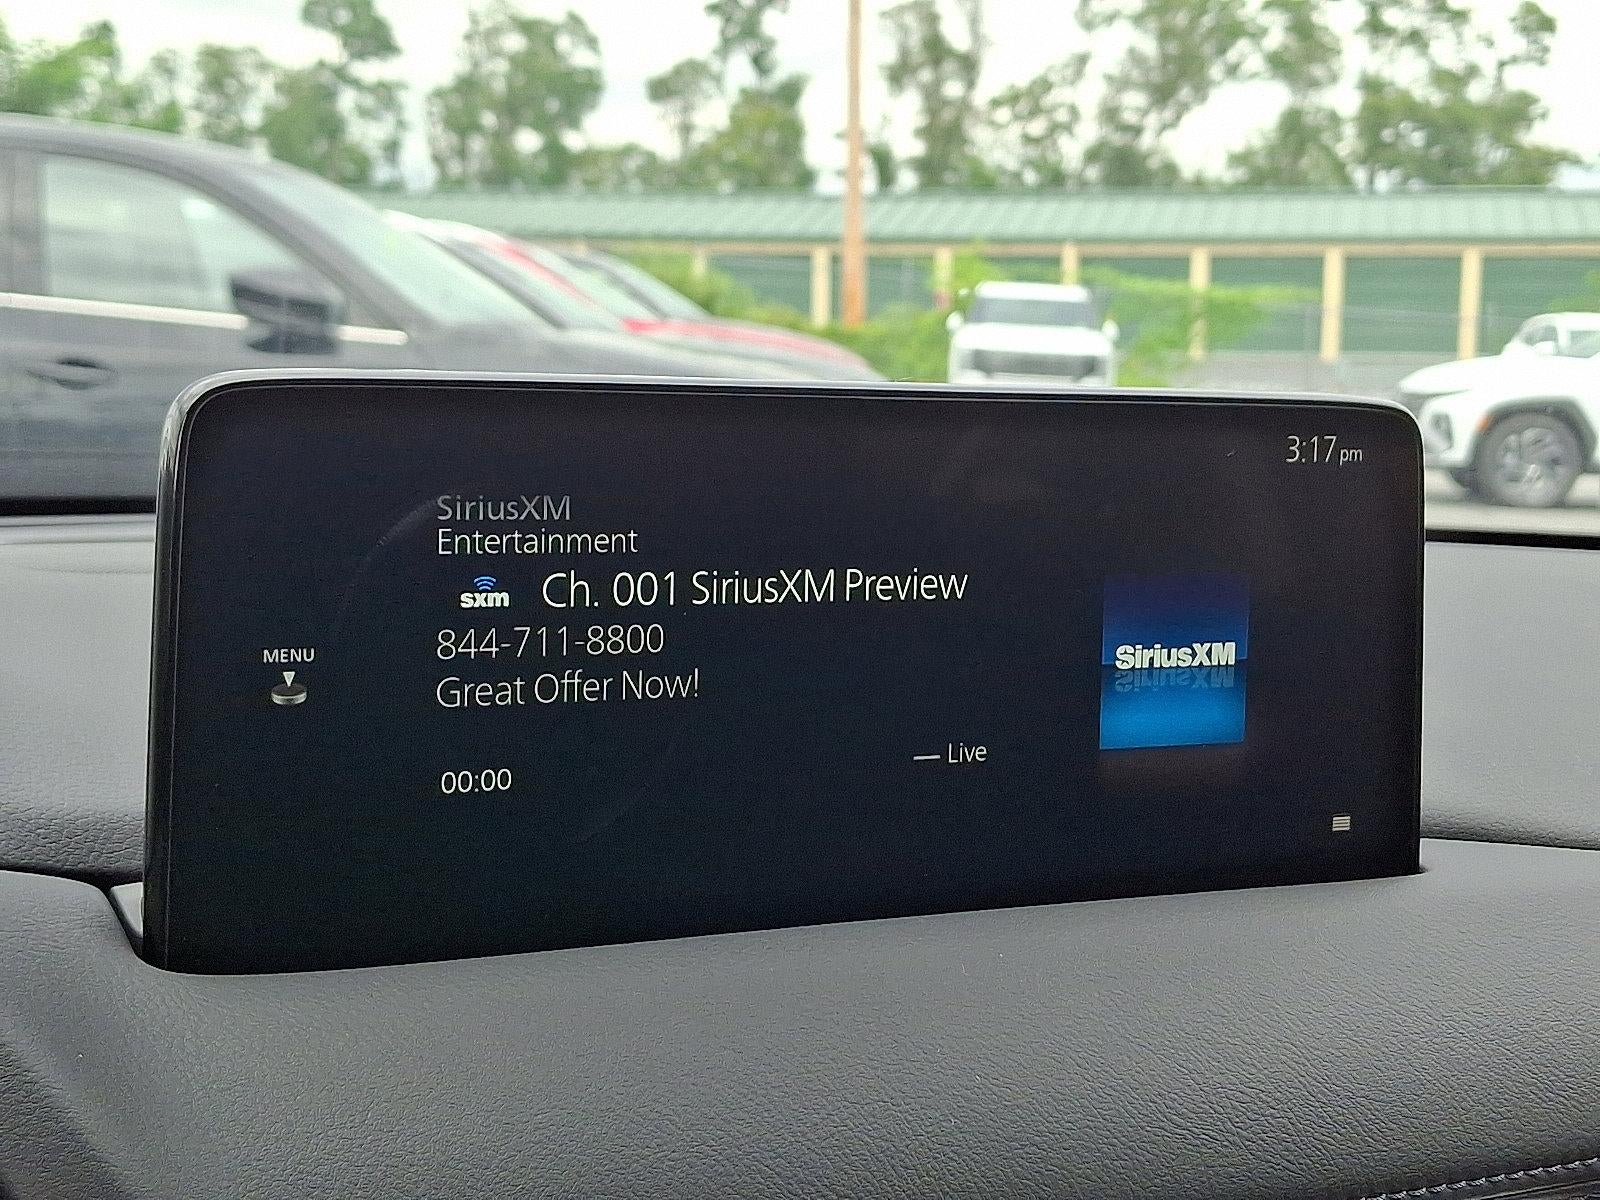 3:17 pm
SiriusXM
Entertainment
sxm Ch. 001 SiriusXM Preview
844-711-8800
Great Offer Now!
MENU
SiriusXM
Live
00:00